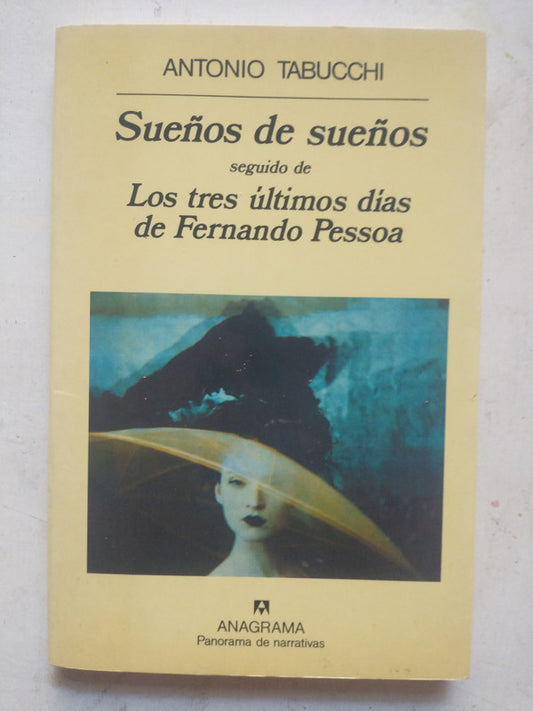 ANTONIO TABUCCHI
Sueños de sueños
seguido de
Los tres últimos días
de Fernando Pessoa
ANAGRAMA
Panorama de narrativas